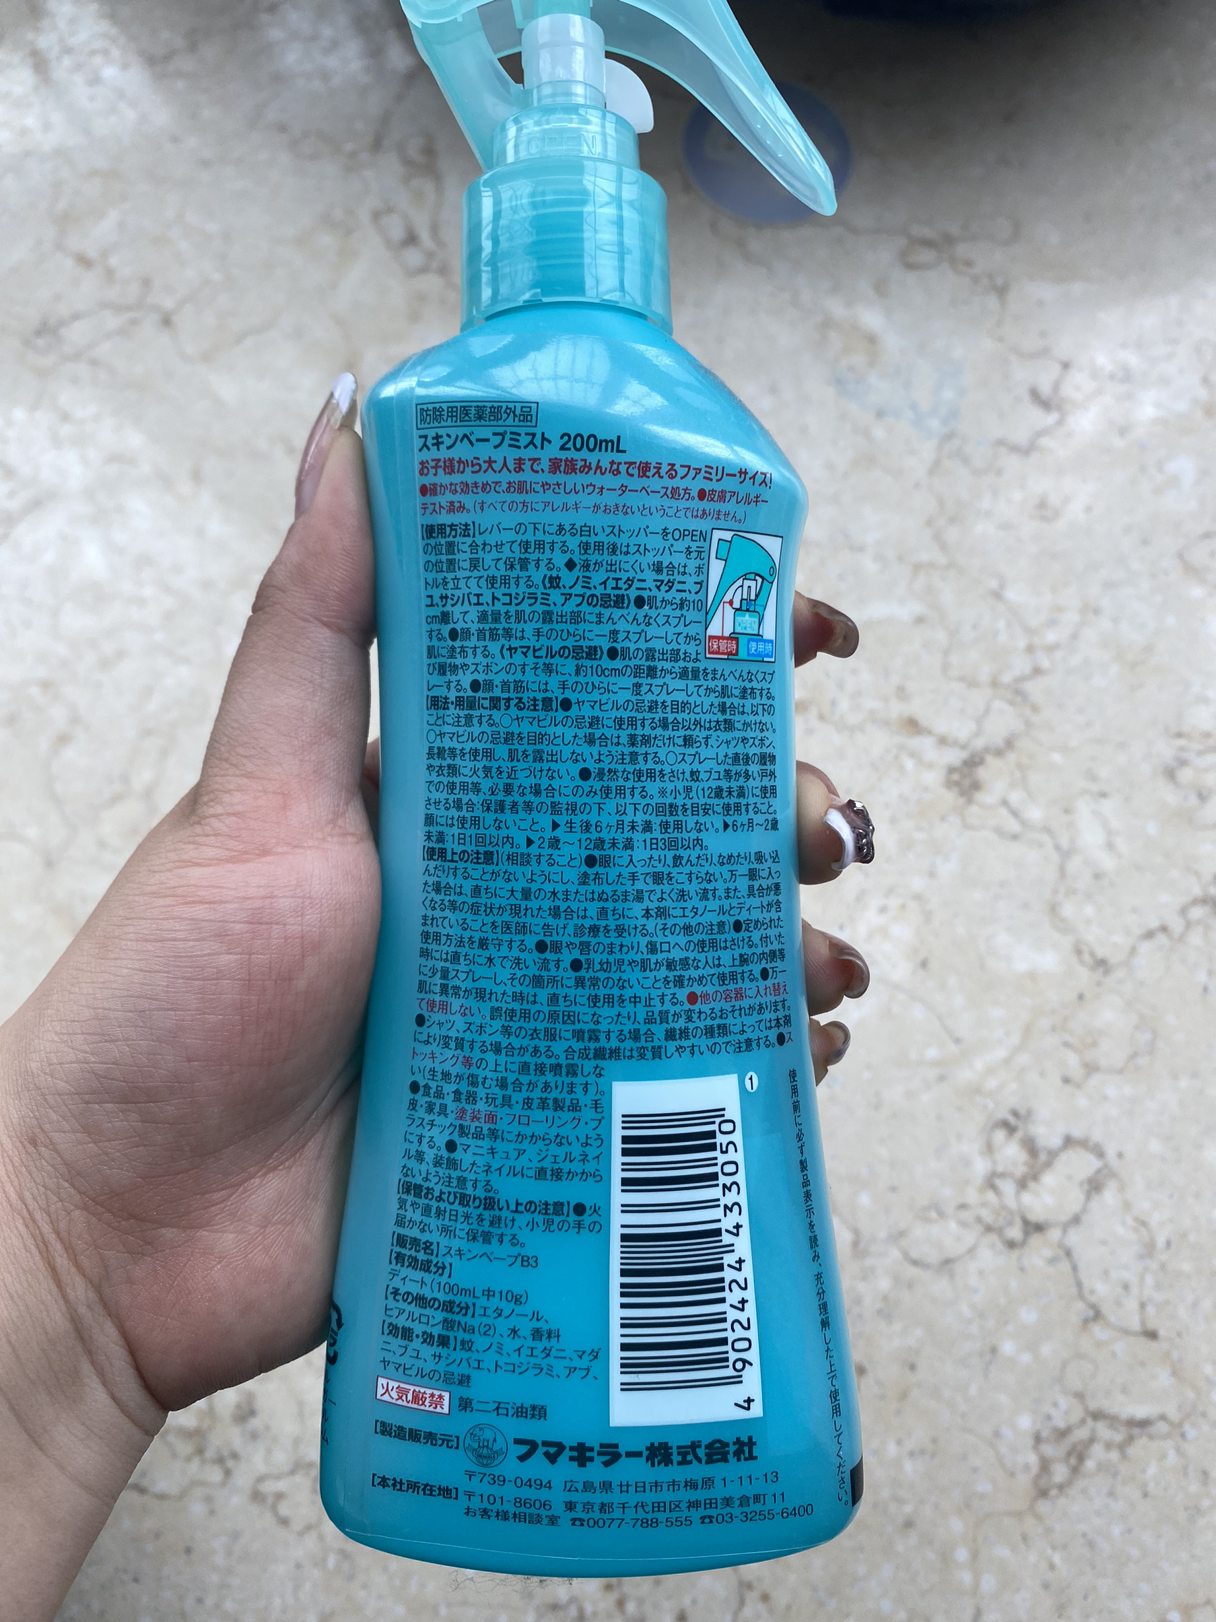 OPEN
防除用医薬部外品
スキンベープミスト 200mL
お子様から大人まで、家族みんなで使えるファミリーサイズ!
●確かな効きめで、お肌にやさしいウォーターベース処方。●皮膚アレルギー
テスト済み。(すべての方にアレルギーがおきないということではありません。)
【使用方法】レバーの下にある白いストッパーをOPEN
の位置に合わせて使用する。使用後はストッパーを元
の位置に戻して保管する。◆液が出にくい場合は、ボ
トルを立てて使用する。《蚊、ノミ、イエダニ、マダニ、ブ
ユ、サシバエ、トコジラミ、アブの忌避》●肌から約10
cm離して、適量を肌の露出部にまんべんなくスプレー
する。●顔・首筋等は、手のひらに一度スプレーしてから
肌に塗布する。《ヤマビルの忌避》●肌の露出部およ
び履物やズボンのすそ等に、約10cmの距離から適量をまんべんなくスプ
レーする。●顔・首筋には、手のひらに一度スプレーしてから肌に塗布する。
保管時 使用時
【用法・用量に関する注意】●ヤマビルの忌避を目的とした場合は、以下の
ことに注意する。○ヤマビルの忌避に使用する場合以外は衣類にかけない。
○ヤマビルの忌避を目的とした場合は、薬剤だけに頼らず、シャツやズボン、
長靴等を使用し、肌を露出しないよう注意する。○スプレーした直後の履物
や衣類に火気を近づけない。●漫然な使用をさけ、蚊、ブユ等が多い戸外
での使用等、必要な場合にのみ使用する。※小児(12歳未満)に使用
させる場合:保護者等の監視の下、以下の回数を目安に使用すること。
顔には使用しないこと。▶生後6ヶ月未満:使用しない。▶6ヶ月～2歳
未満:1日1回以内。▶2歳～12歳未満:1日3回以内。
【使用上の注意】(相談すること)●眼に入ったり、飲んだり、なめたり、吸い込
んだりすることがないようにし、塗布した手で眼をこすらない。万一眼に入っ
た場合は、直ちに大量の水またはぬるま湯でよく洗い流す。また、具合が悪
くなる等の症状が現れた場合は、直ちに、本剤にエタノールとディートが含
まれていることを医師に告げ、診療を受ける。(その他の注意)●定められた
使用方法を厳守する。●眼や唇のまわり、傷口への使用はさける。付いた
時には直ちに水で洗い流す。●乳幼児や肌が敏感な人は、上腕の内側等
に少量スプレーし、その箇所に異常のないことを確かめて使用する。●万一
肌に異常が現れた時は、直ちに使用を中止する。●他の容器に入れ替え
て使用しない。誤使用の原因になったり、品質が変わるおそれがあります。
●シャツ、ズボン等の衣服に噴霧する場合、繊維の種類によっては本剤
により変質する場合がある。合成繊維は変質しやすいので注意する。●ス
トッキング等の上に直接噴霧しな
い(生地が傷む場合があります)。
●食品・食器・玩具・皮革製品・毛
皮・家具・塗装面・フローリング・プ
ラスチック製品等にかからないよう
にする。●マニキュア、ジェルネイ
ル等、装飾したネイルに直接かから
ないよう注意する。
【保管および取り扱い上の注意】●火
気や直射日光を避け、小児の手の
届かない所に保管する。
【販売名】スキンベープB3
【有効成分】
ディート(100mL中10g)
【その他の成分】エタノール、
ヒアルロン酸Na(2)、水、香料
【効能・効果】蚊、ノミ、イエダニ、マダ
ニ、ブユ、サシバエ、トコジラミ、アブ、
ヤマビルの忌避
火気厳禁 第二石油類
1
4 902424 433050
使用前に必ず製品表示を読み、充分理解した上で使用してください。
【製造販売元】 フマキラー株式会社
〒739-0494 広島県廿日市市梅原1-11-13
【本社所在地】〒101-8606 東京都千代田区神田美倉町11
お客様相談室 ☎0077-788-555 ☎03-3255-6400